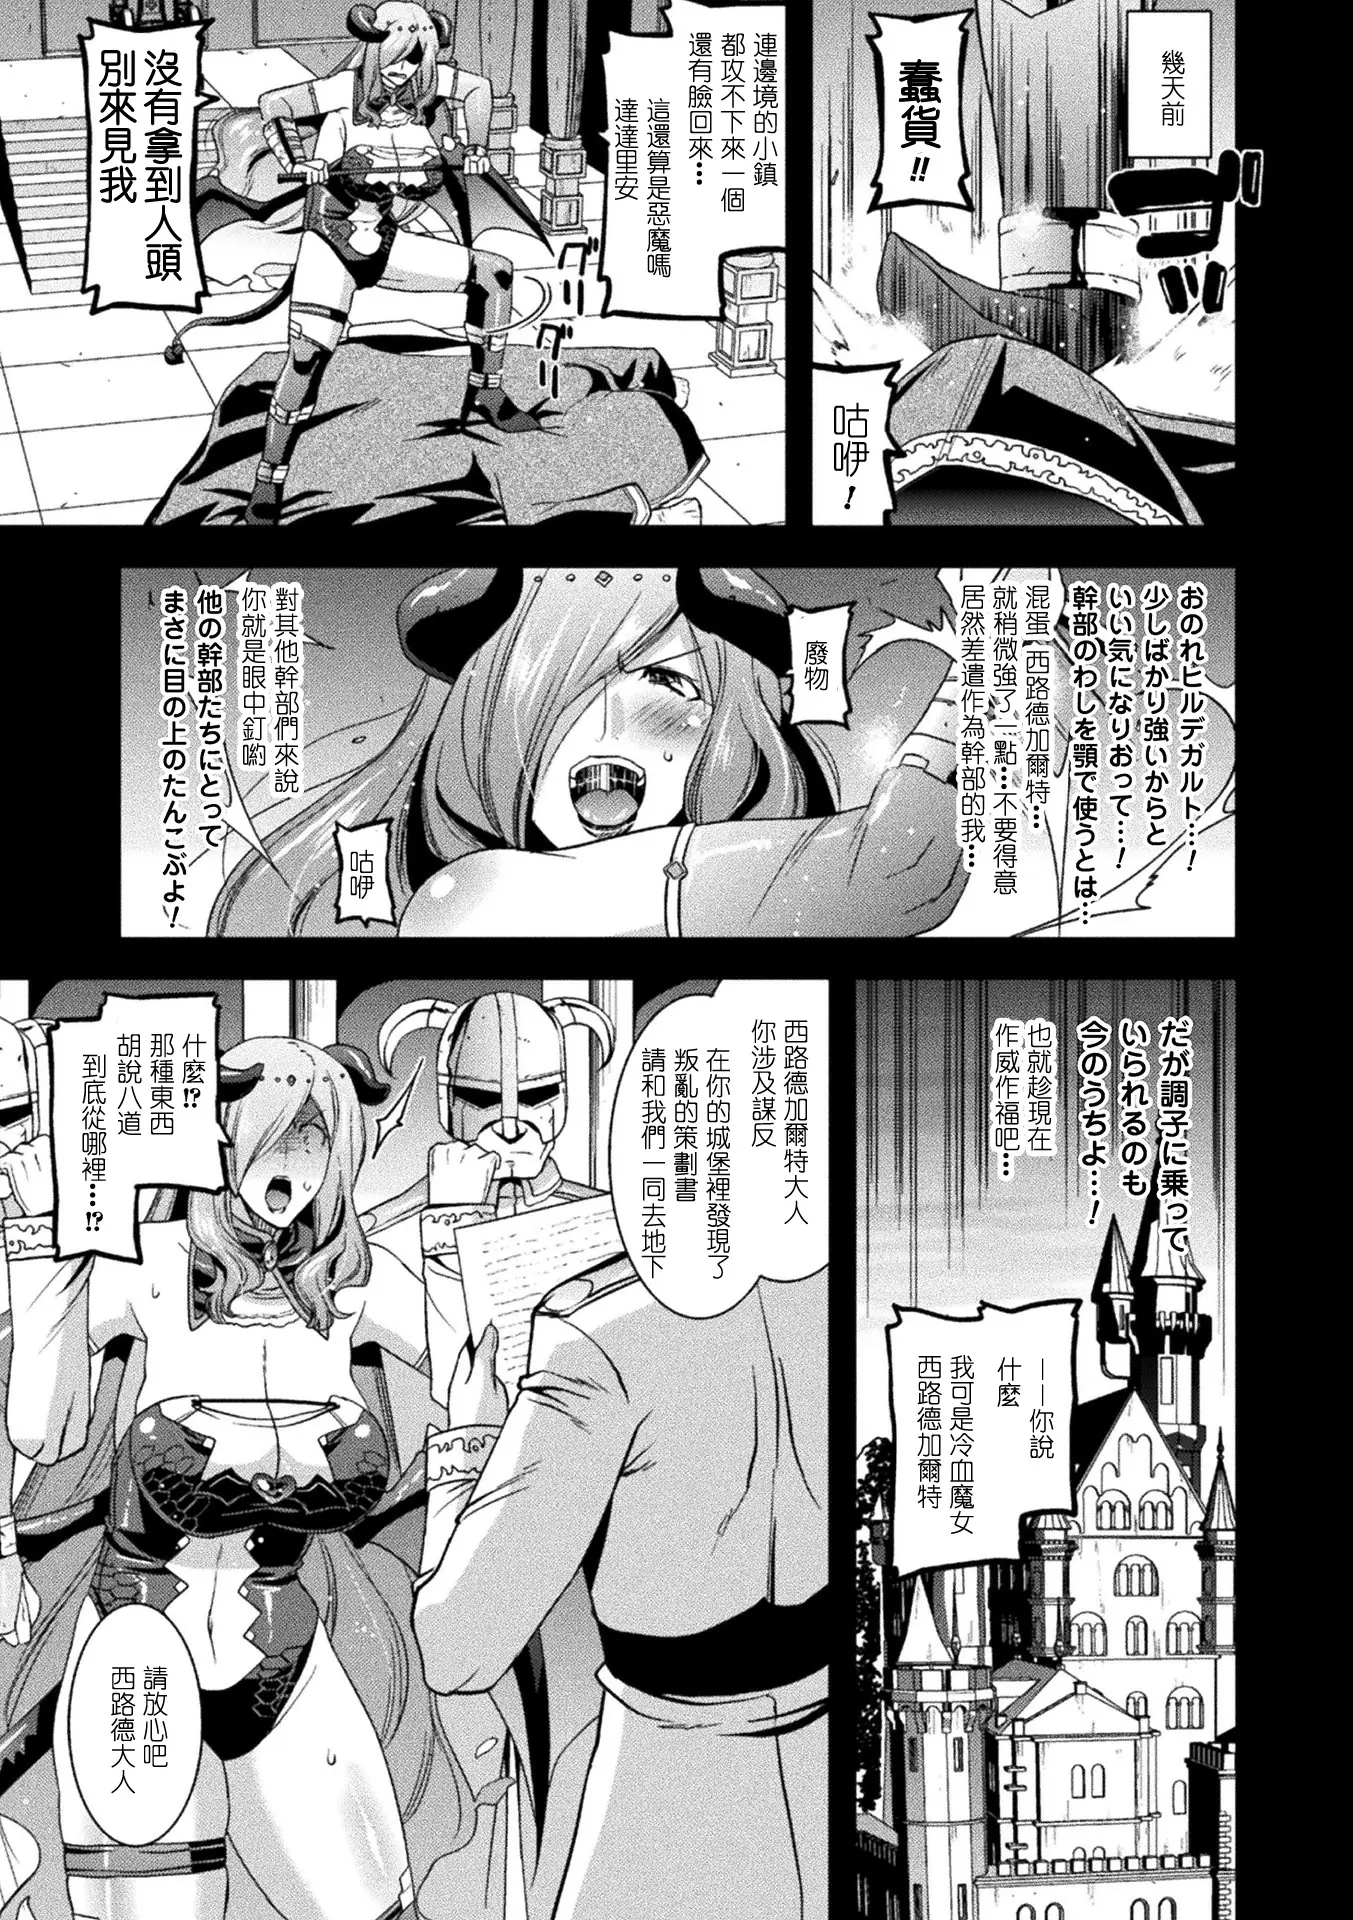 幾天前
蠢貨!!
咕咿!
連邊境的小鎮
都攻不下來一個
還有臉回來…
這還算是惡魔嗎
達達里安
沒有拿到人頭
別來見我
おのれヒルデガルト…!
少しばかり強いからと
いい気になりおって…!
幹部のわしを顎で使うとは…
混蛋、西路德加爾特…
就稍微強了一點…不要得意
居然差遣作為幹部的我…
廢物
咕咿
對其他幹部們來說
你就是眼中釘喲
他の幹部たちにとって
まさに目の上のたんこぶよ!
だが調子に乗って
いられるのも
今のうちよ…!
也就趁現在
作威作福吧…
——你說
什麼
我可是冷血魔女
西路德加爾特
西路德加爾特大人
你涉及謀反
在你的城堡裡發現了
叛亂的策劃書
請和我們一同去地下
什麼!?
那種東西
胡說八道
到底從哪裡…!?
請放心吧
西路德大人